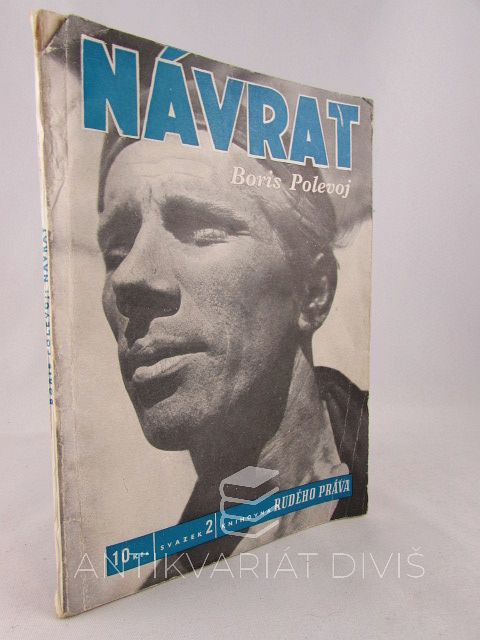 NÁVRAT
Boris Polevoj
BORIS POLEVOJ: NÁVRAT
10 Kčs SVAZEK 2 KNIHOVNA RUDÉHO PRÁVA
ANTIKVARIÁT DIVIŠ